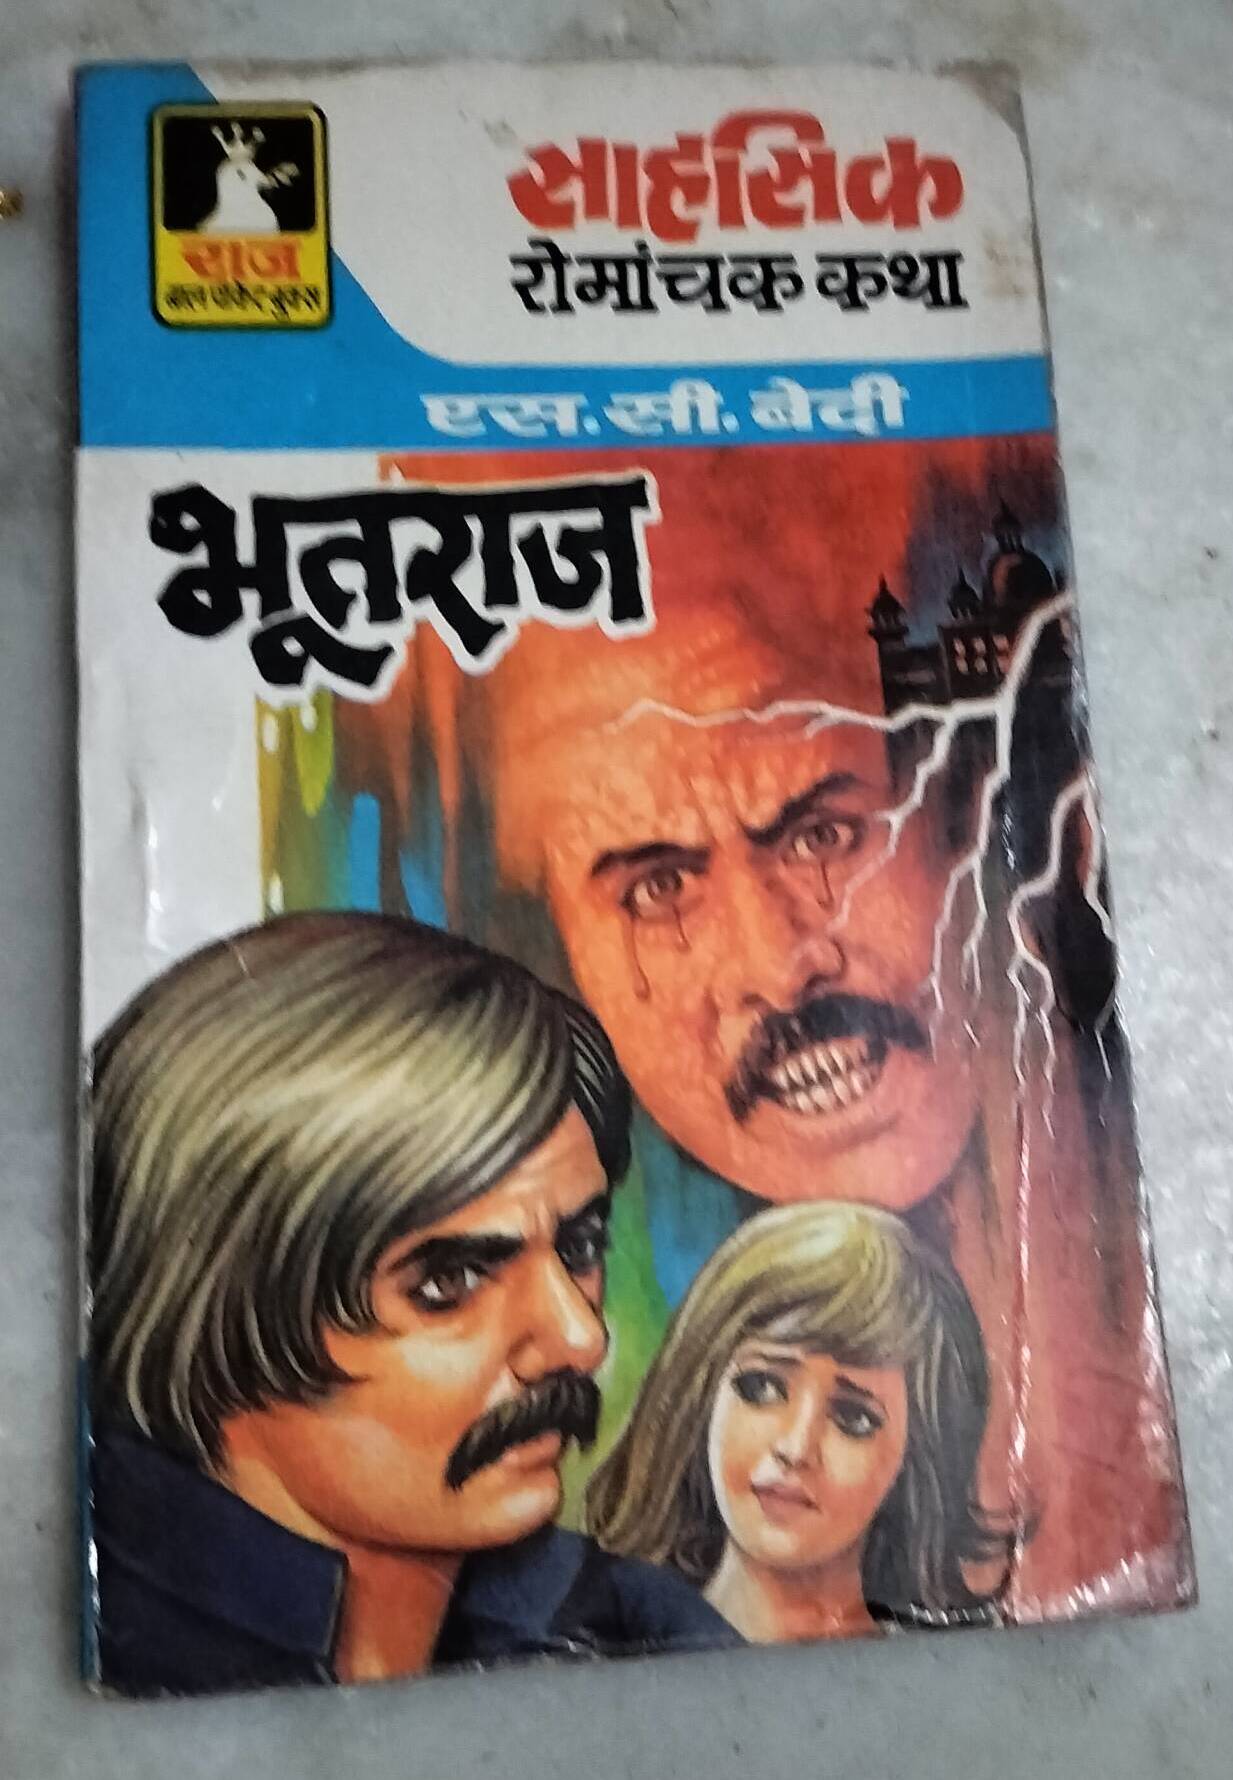 राज
बाल पॉकेट बुक्स
साहसिक
रोमांचक कथा
एस. सी. बेदी
भूतराज